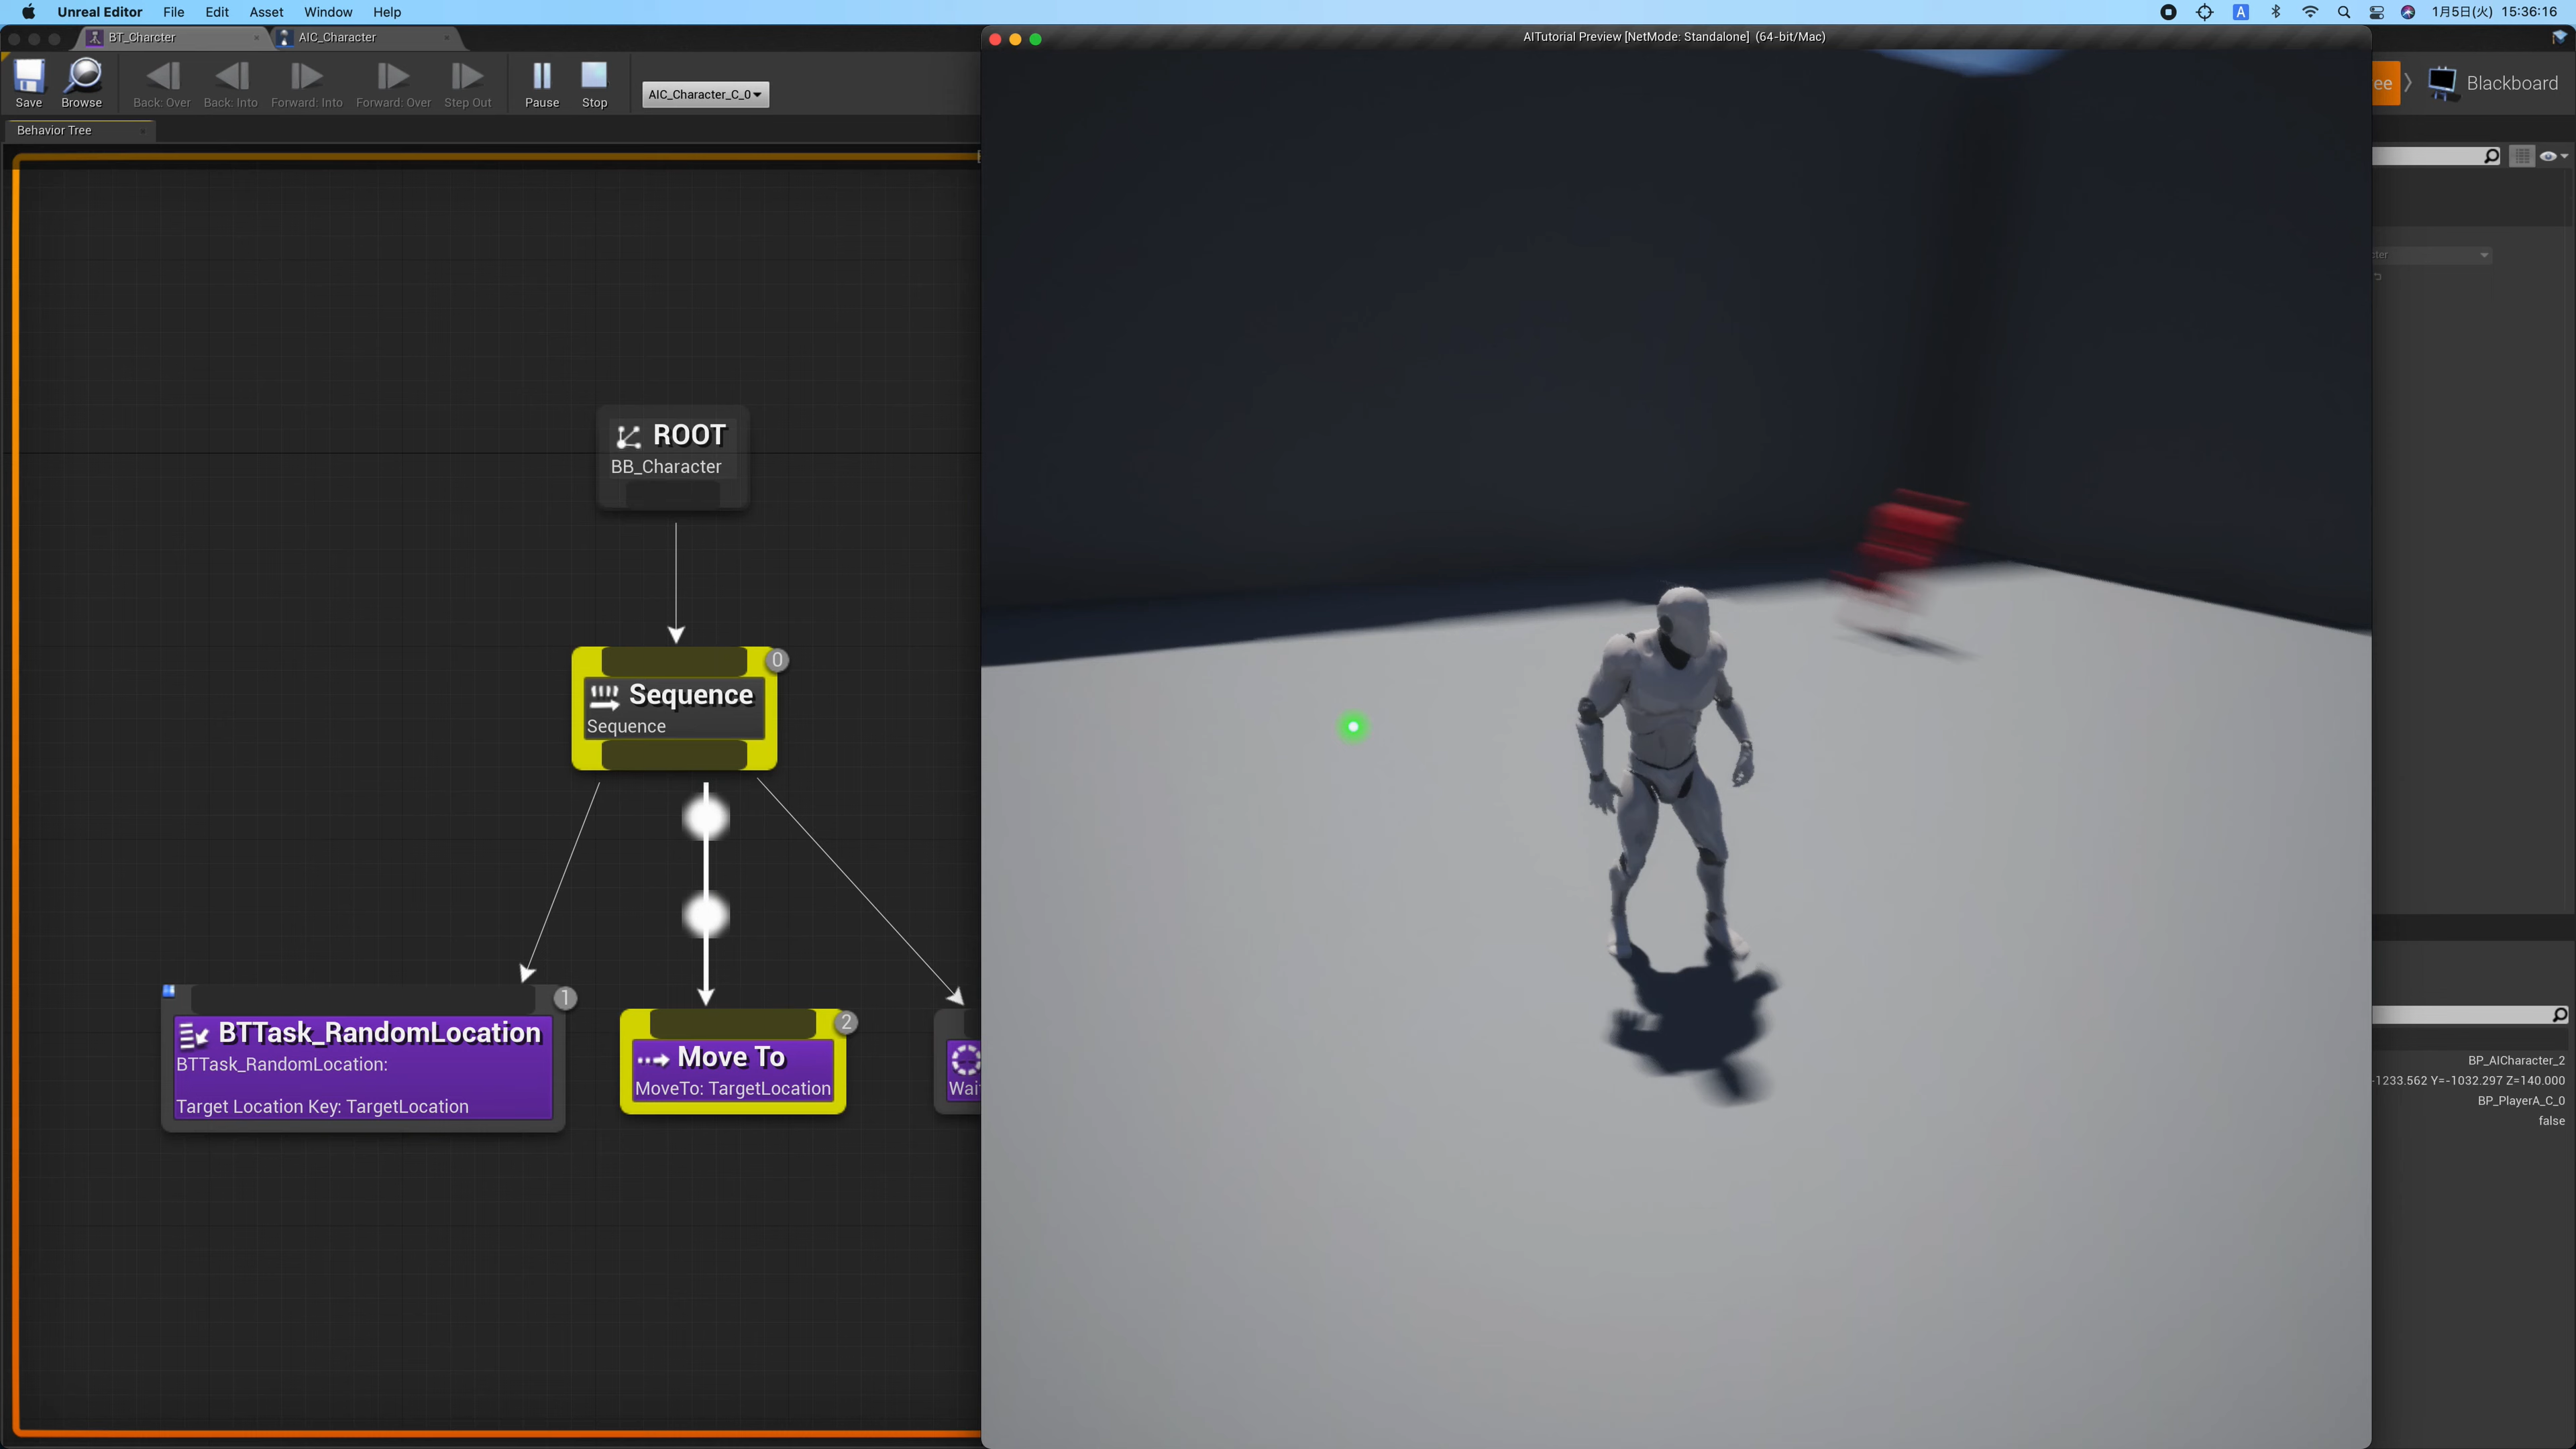 Unreal Editor File Edit Asset Window Help
A 1月5日(火) 15:36:16
BT_Charcter AIC_Character
AITutorial Preview [NetMode: Standalone] (64-bit/Mac)
Save Browse Back: Over Back: Into Forward: Into Forward: Over Step Out Pause Stop
AIC_Character_C_0
ee Blackboard
Behavior Tree
cter
ROOT
BB_Character
0
Sequence
Sequence
1
BTTask_RandomLocation
BTTask_RandomLocation:
Target Location Key: TargetLocation
2
Move To
MoveTo: TargetLocation
Wai
BP_AICharacter_2
-1233.562 Y=-1032.297 Z=140.000
BP_PlayerA_C_0
false